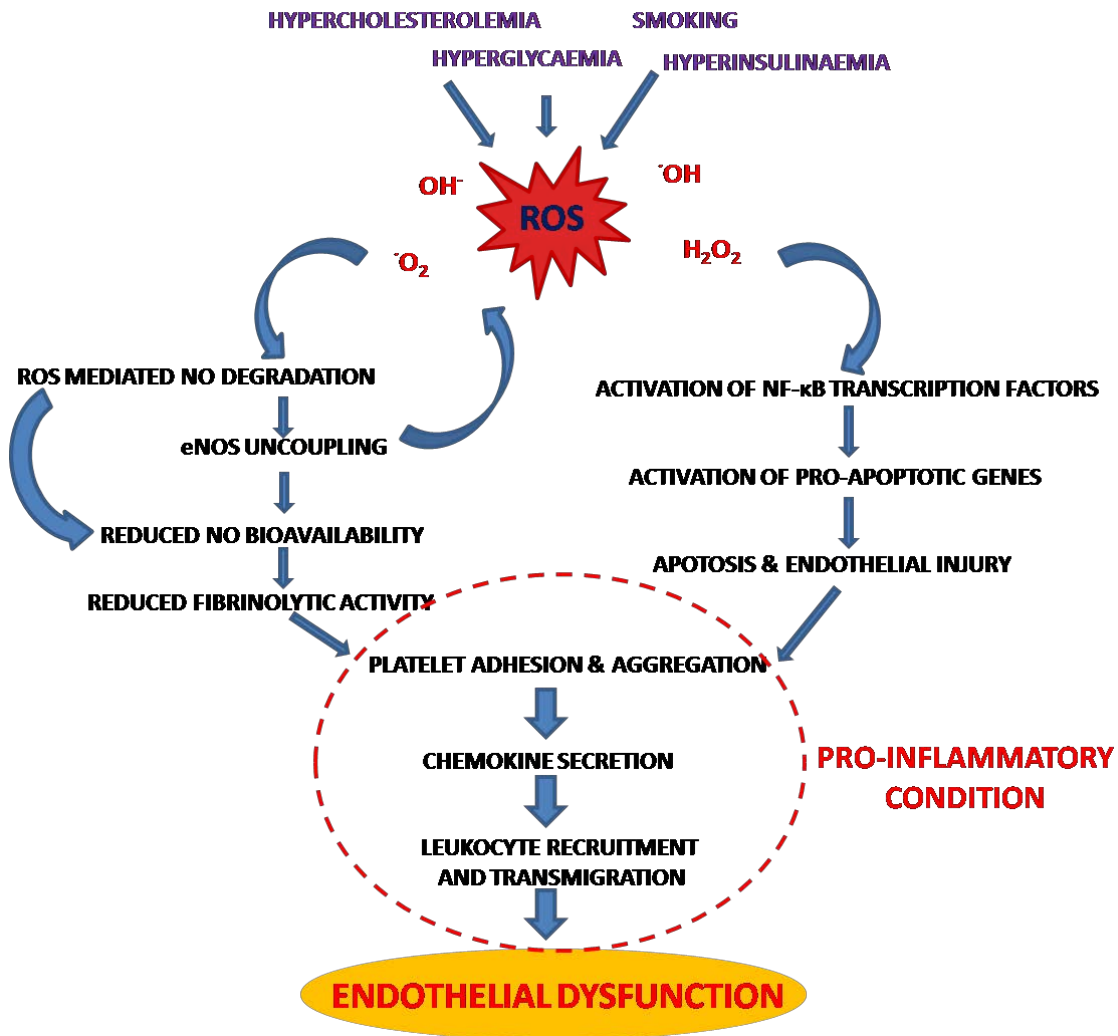 HYPERCHOLESTEROLEMIA
SMOKING
HYPERGLYCAEMIA
HYPERINSULINAEMIA
OH-
·OH
ROS
·O2
H2O2
ROS MEDIATED NO DEGRADATION
ACTIVATION OF NF-κB TRANSCRIPTION FACTORS
eNOS UNCOUPLING
ACTIVATION OF PRO-APOPTOTIC GENES
REDUCED NO BIOAVAILABILITY
APOTOSIS & ENDOTHELIAL INJURY
REDUCED FIBRINOLYTIC ACTIVITY
PLATELET ADHESION & AGGREGATION
CHEMOKINE SECRETION
PRO-INFLAMMATORY
CONDITION
LEUKOCYTE RECRUITMENT
AND TRANSMIGRATION
ENDOTHELIAL DYSFUNCTION